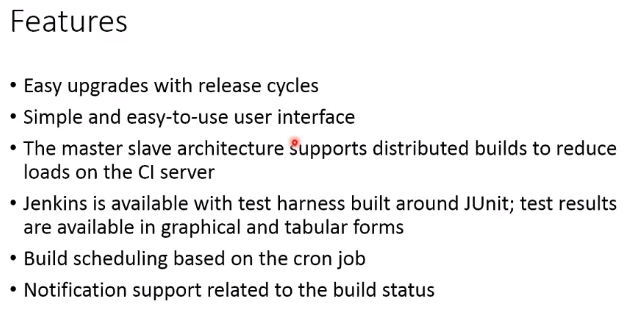 Features
• Easy upgrades with release cycles
• Simple and easy-to-use user interface
• The master slave architecture supports distributed builds to reduce
loads on the CI server
• Jenkins is available with test harness built around JUnit; test results
are available in graphical and tabular forms
• Build scheduling based on the cron job
• Notification support related to the build status